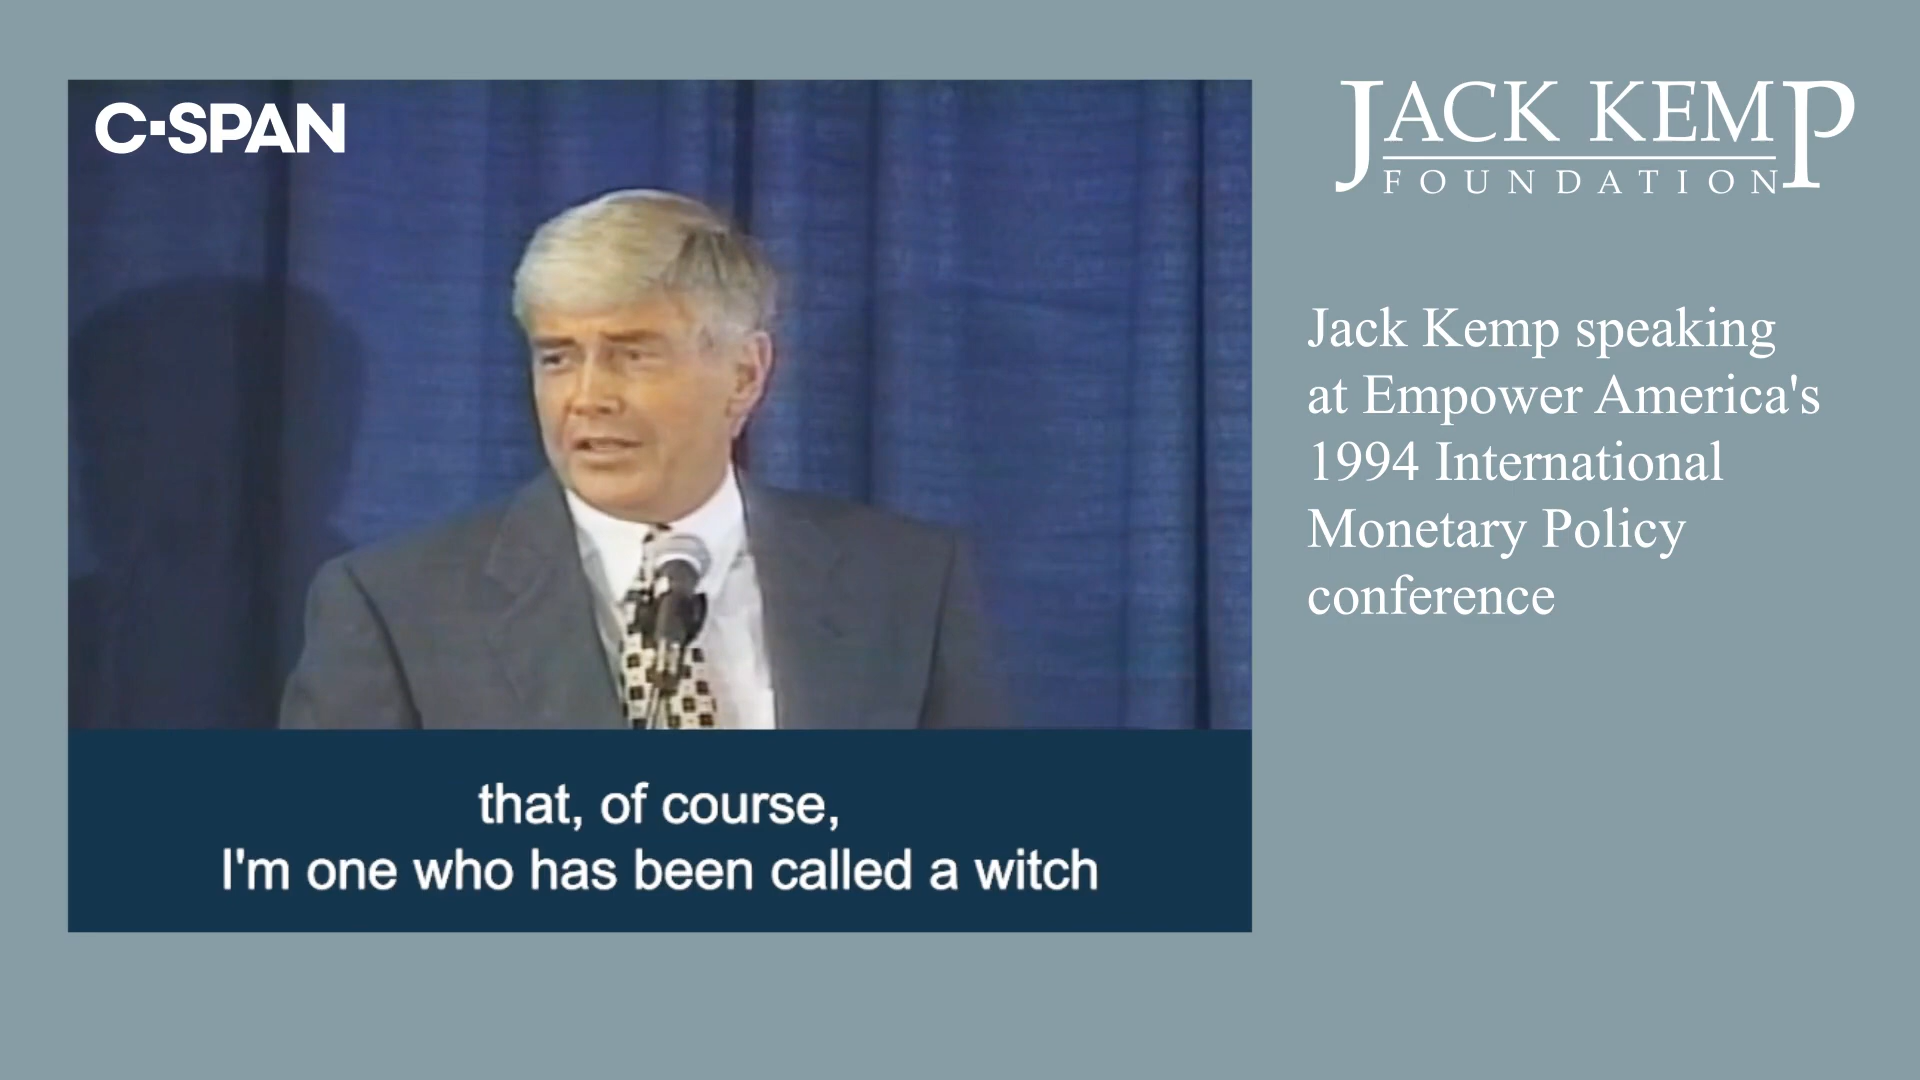 C-SPAN
JACK KEMP
FOUNDATION
Jack Kemp speaking
at Empower America's
1994 International
Monetary Policy
conference
that, of course,
I'm one who has been called a witch